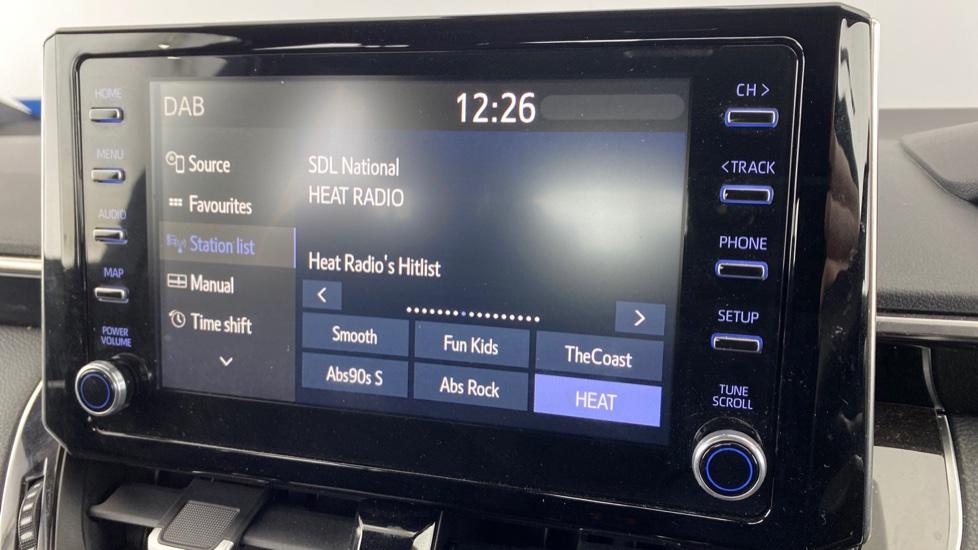 HOME
MENU
AUDIO
MAP
POWER
VOLUME
DAB
12:26
Source
Favourites
Station list
Manual
Time shift
SDL National
HEAT RADIO
Heat Radio's Hitlist
<
>
Smooth
Fun Kids
TheCoast
Abs90s S
Abs Rock
HEAT
CH >
< TRACK
PHONE
SETUP
TUNE
SCROLL